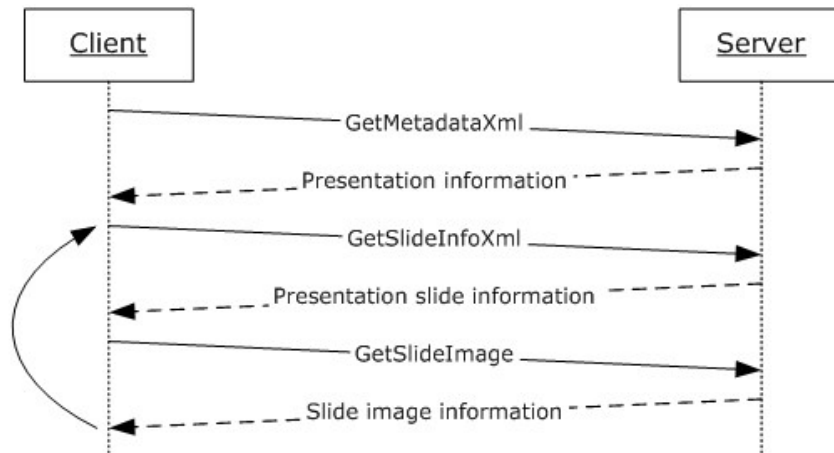 Client
Server
GetMetadataXml
Presentation information
GetSlideInfoXml
Presentation slide information
GetSlideImage
Slide image information